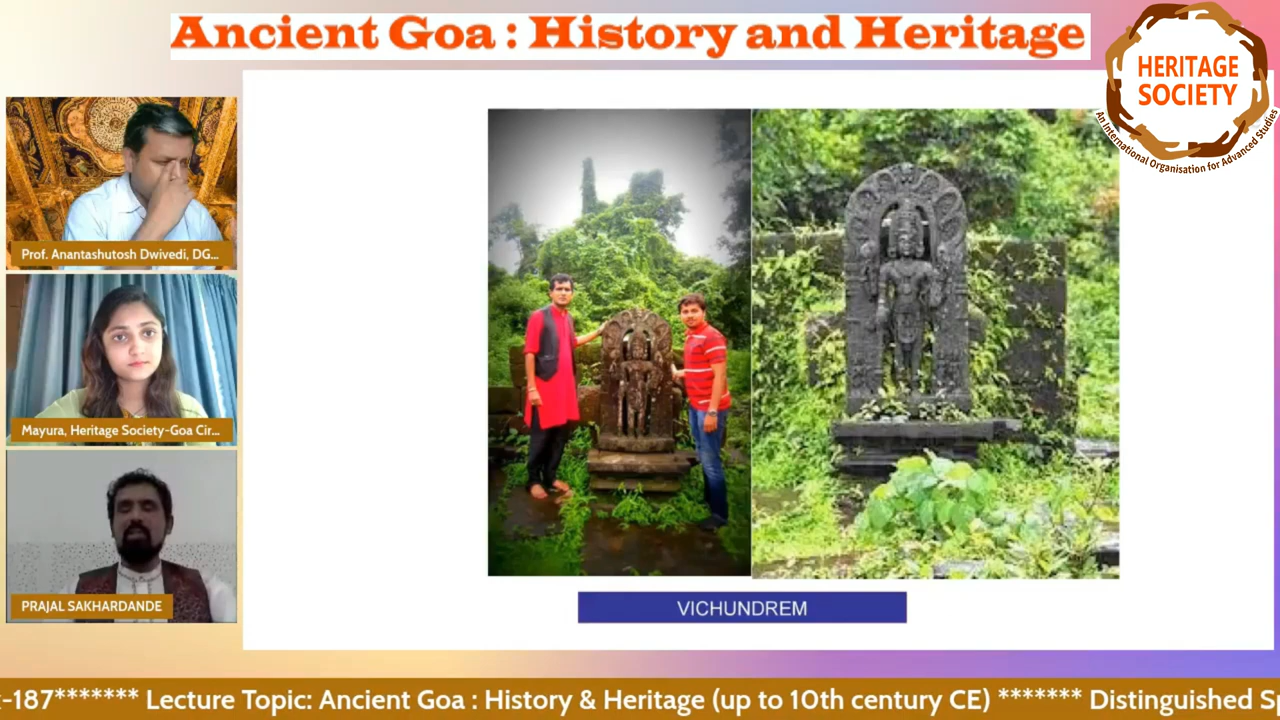 Ancient Goa : History and Heritage
HERITAGE
SOCIETY
An International Organisation for Advanced Studies
Prof. Anantashutosh Dwivedi, DG...
Mayura, Heritage Society-Goa Cir...
PRAJAL SAKHARDANDE
VICHUNDREM
-187******* Lecture Topic: Ancient Goa : History & Heritage (up to 10th century CE) ******* Distinguished S